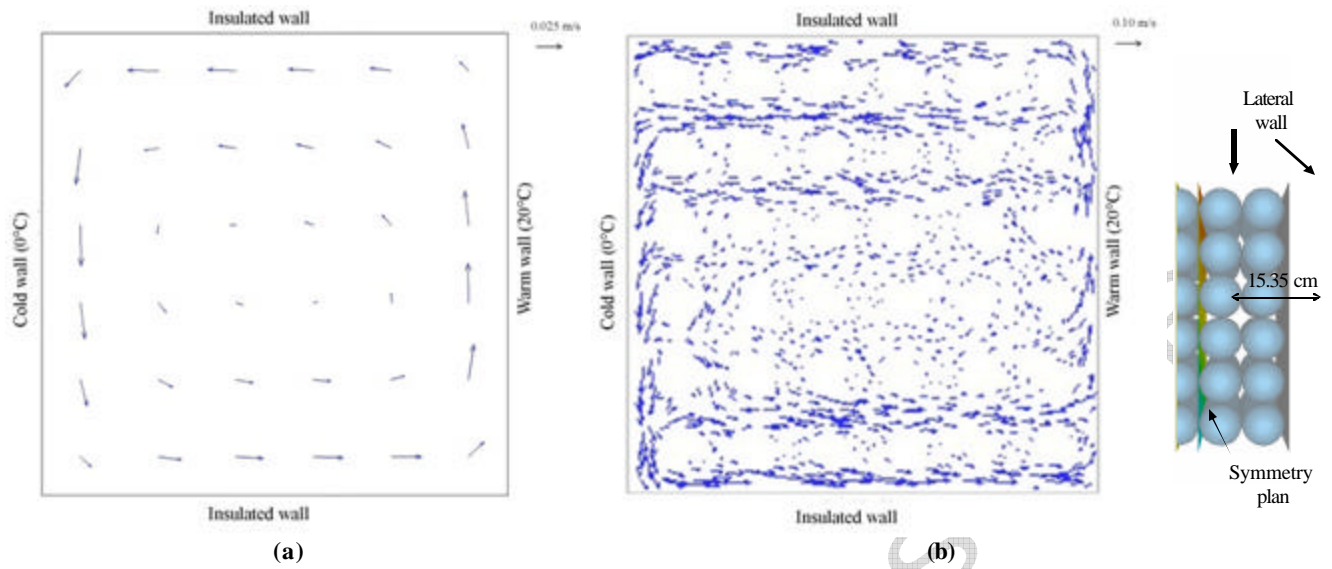 Insulated wall
0.025 m/s
Cold wall (0°C)
Warm wall (20°C)
Insulated wall
(a)
Insulated wall
0.10 m/s
Cold wall (0°C)
Warm wall (20°C)
Insulated wall
(b)
Lateral
wall
15.35 cm
Symmetry
plan